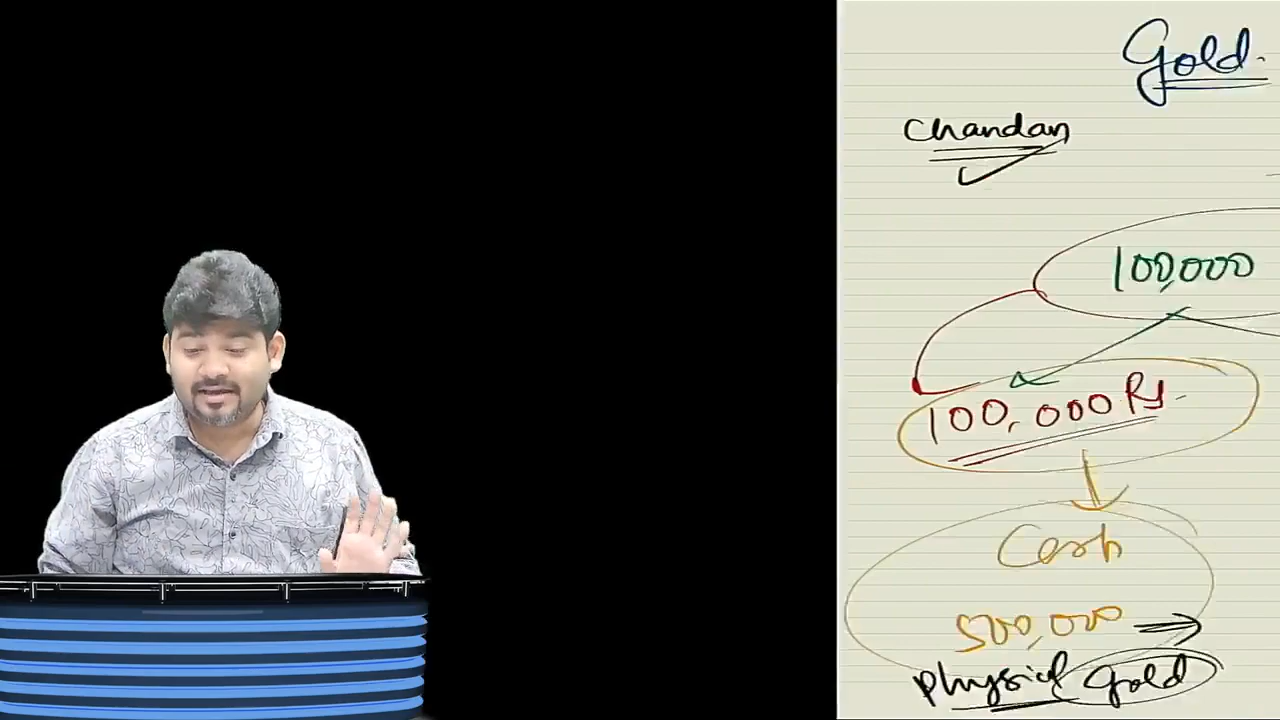 Gold.
Chandan
100,000
100,000 Rs.
Cash
500,000
physical gold